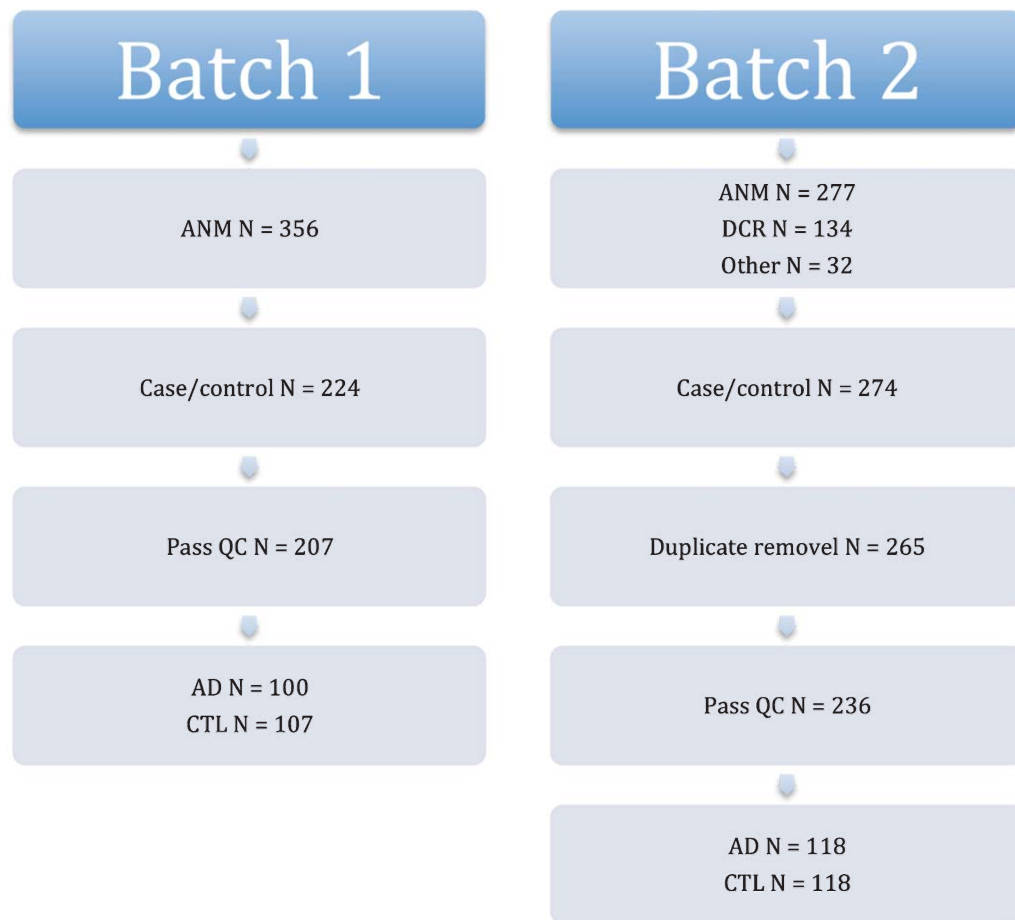 Batch 1
ANM N = 356
Case/control N = 224
Pass QC N = 207
AD N = 100
CTL N = 107
Batch 2
ANM N = 277
DCR N = 134
Other N = 32
Case/control N = 274
Duplicate removel N = 265
Pass QC N = 236
AD N = 118
CTL N = 118